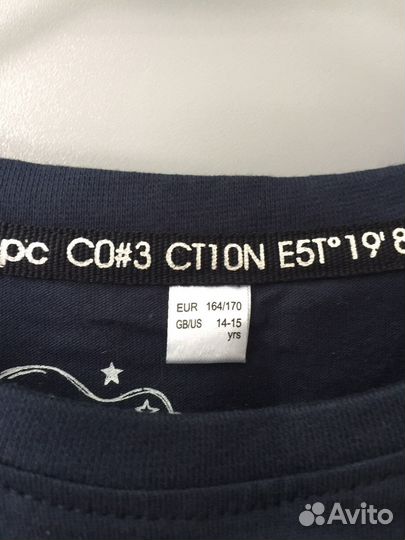 pc C0#3 CT10N E5T° 19' 8
EUR 164/170
GB/US 14-15
yrs
Avito